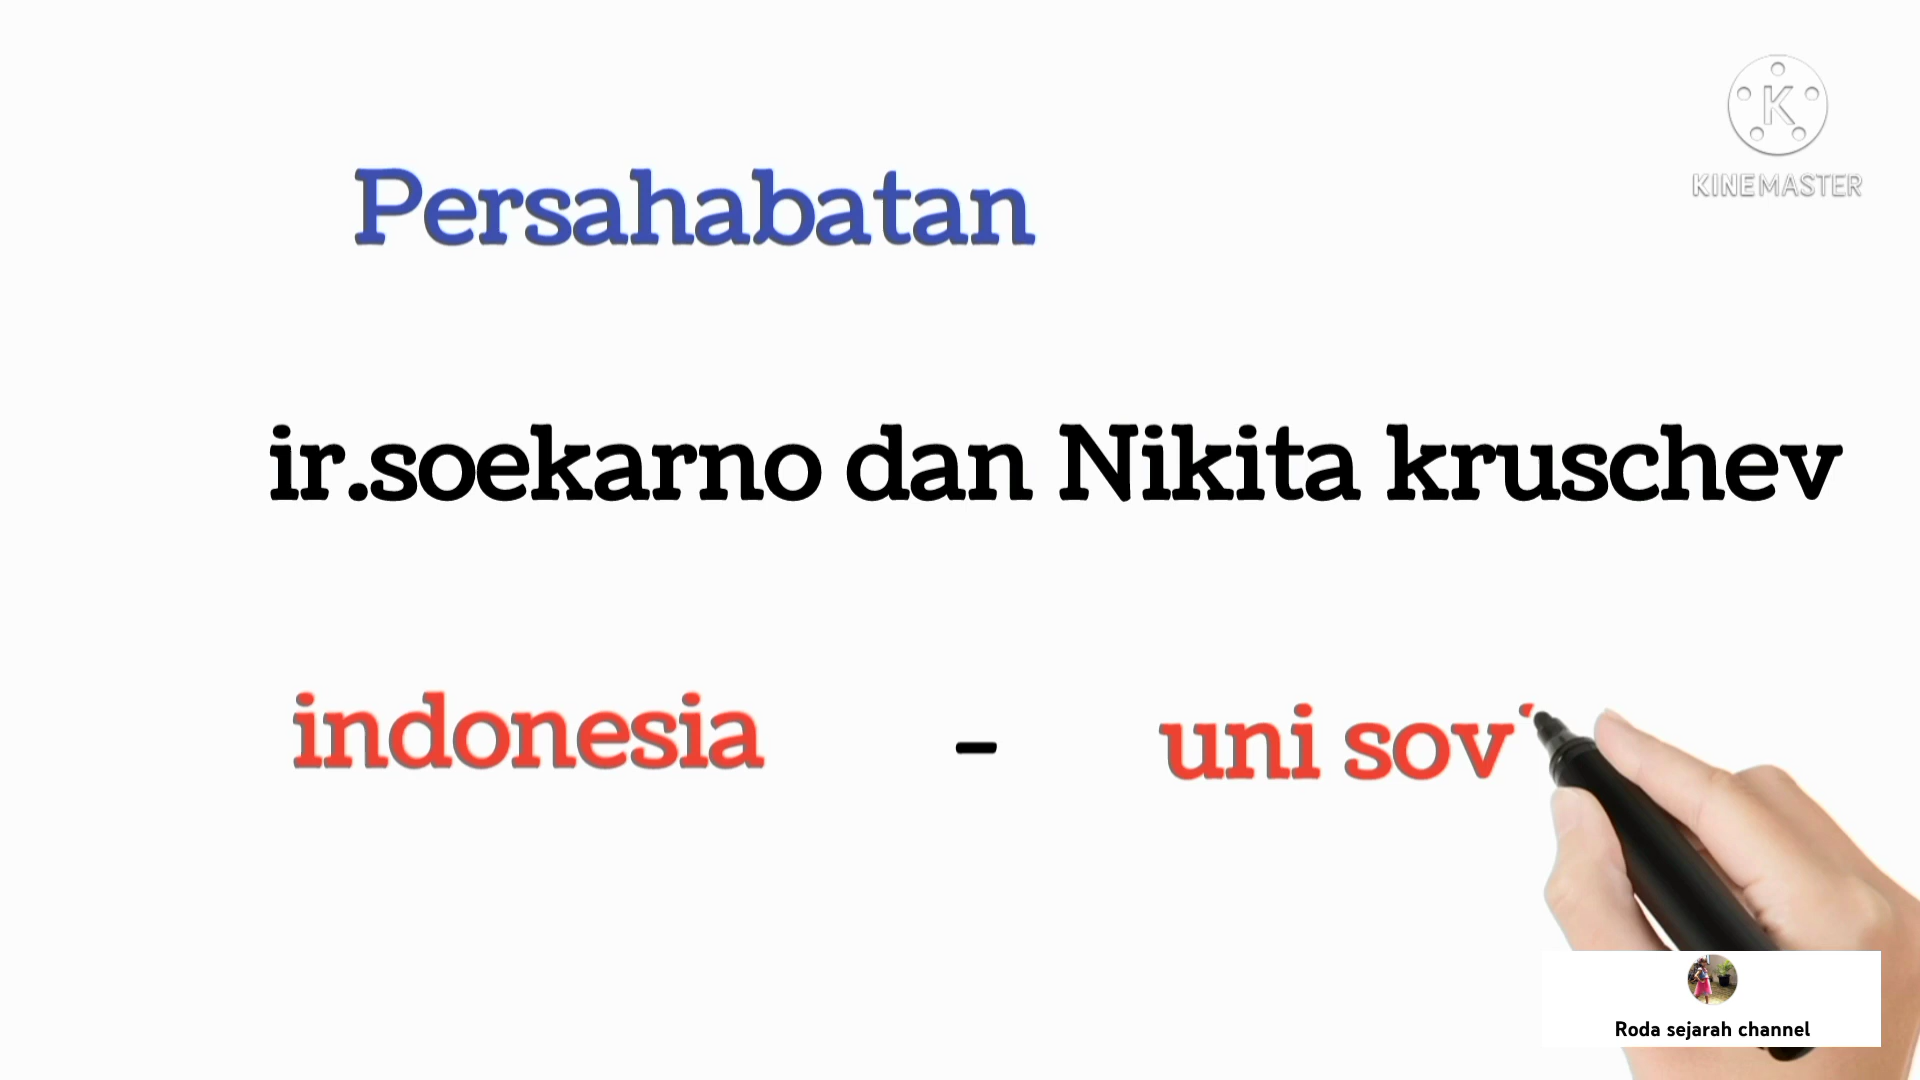 KINEMASTER
Persahabatan
ir.soekarno dan Nikita kruschev
indonesia - uni sov
Roda sejarah channel